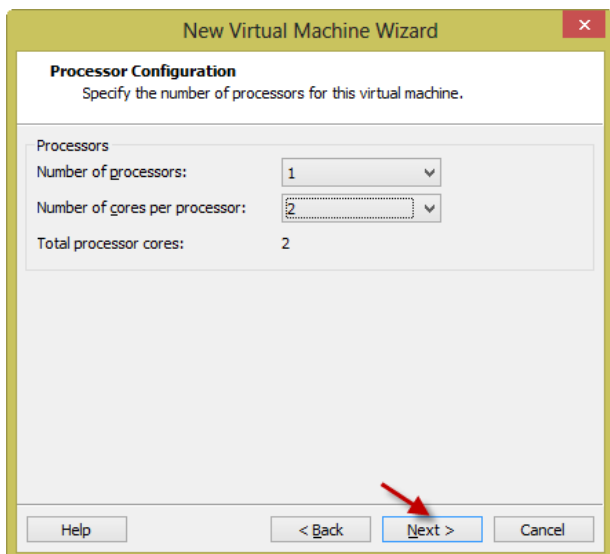 New Virtual Machine Wizard
Processor Configuration
Specify the number of processors for this virtual machine.
Processors
Number of processors: 1
Number of cores per processor: 2
Total processor cores: 2
Help < Back Next > Cancel